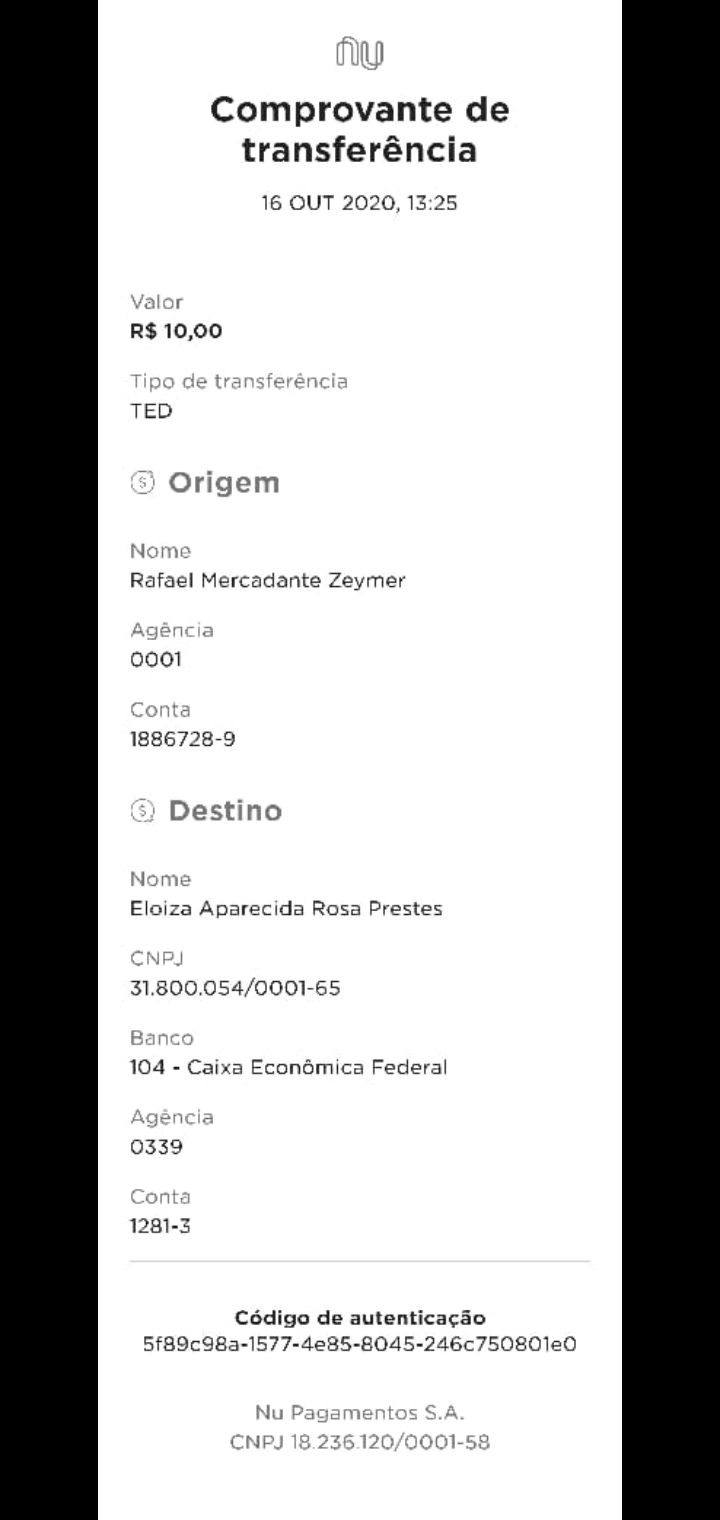 nu
Comprovante de
transferência
16 OUT 2020, 13:25
Valor
R$ 10,00
Tipo de transferência
TED
Origem
Nome
Rafael Mercadante Zeymer
Agência
0001
Conta
1886728-9
Destino
Nome
Eloiza Aparecida Rosa Prestes
CNPJ
31.800.054/0001-65
Banco
104 - Caixa Econômica Federal
Agência
0339
Conta
1281-3
Código de autenticação
5f89c98a-1577-4e85-8045-246c750801e0
Nu Pagamentos S.A.
CNPJ 18.236.120/0001-58